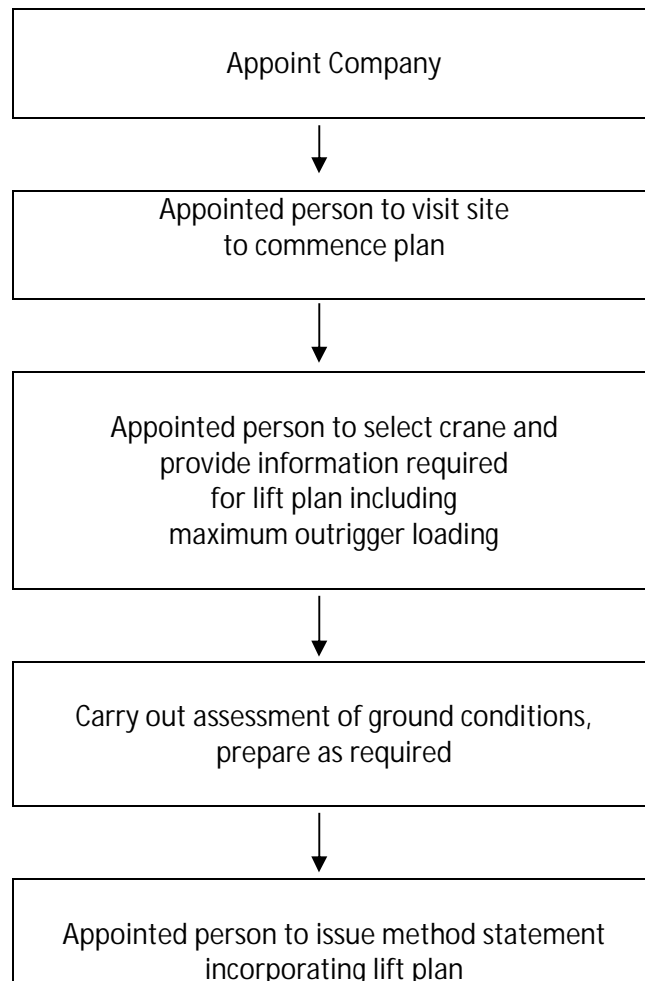 Appoint Company
Appointed person to visit site
to commence plan
Appointed person to select crane and
provide information required
for lift plan including
maximum outrigger loading
Carry out assessment of ground conditions,
prepare as required
Appointed person to issue method statement
incorporating lift plan